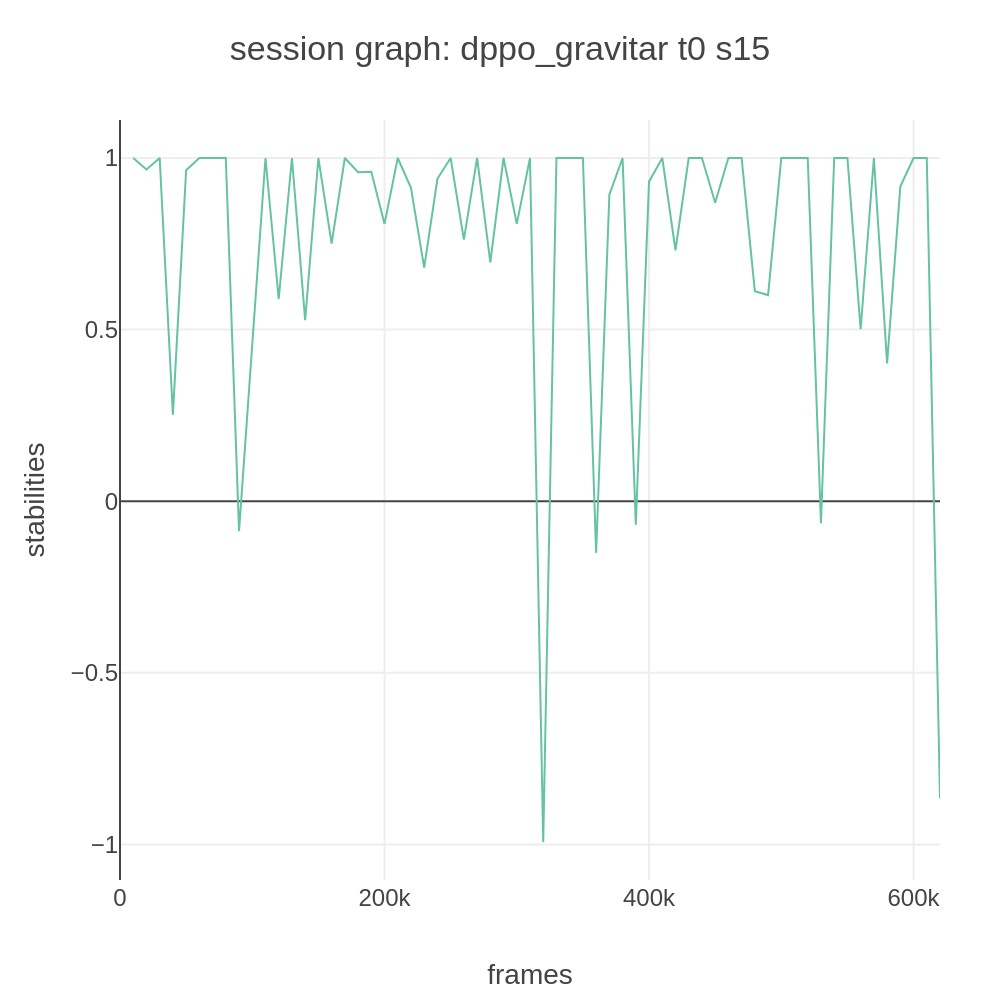 session graph: dppo_gravitar t0 s15
1
0.5
0
−0.5
−1
stabilities
0
200k
400k
600k
frames